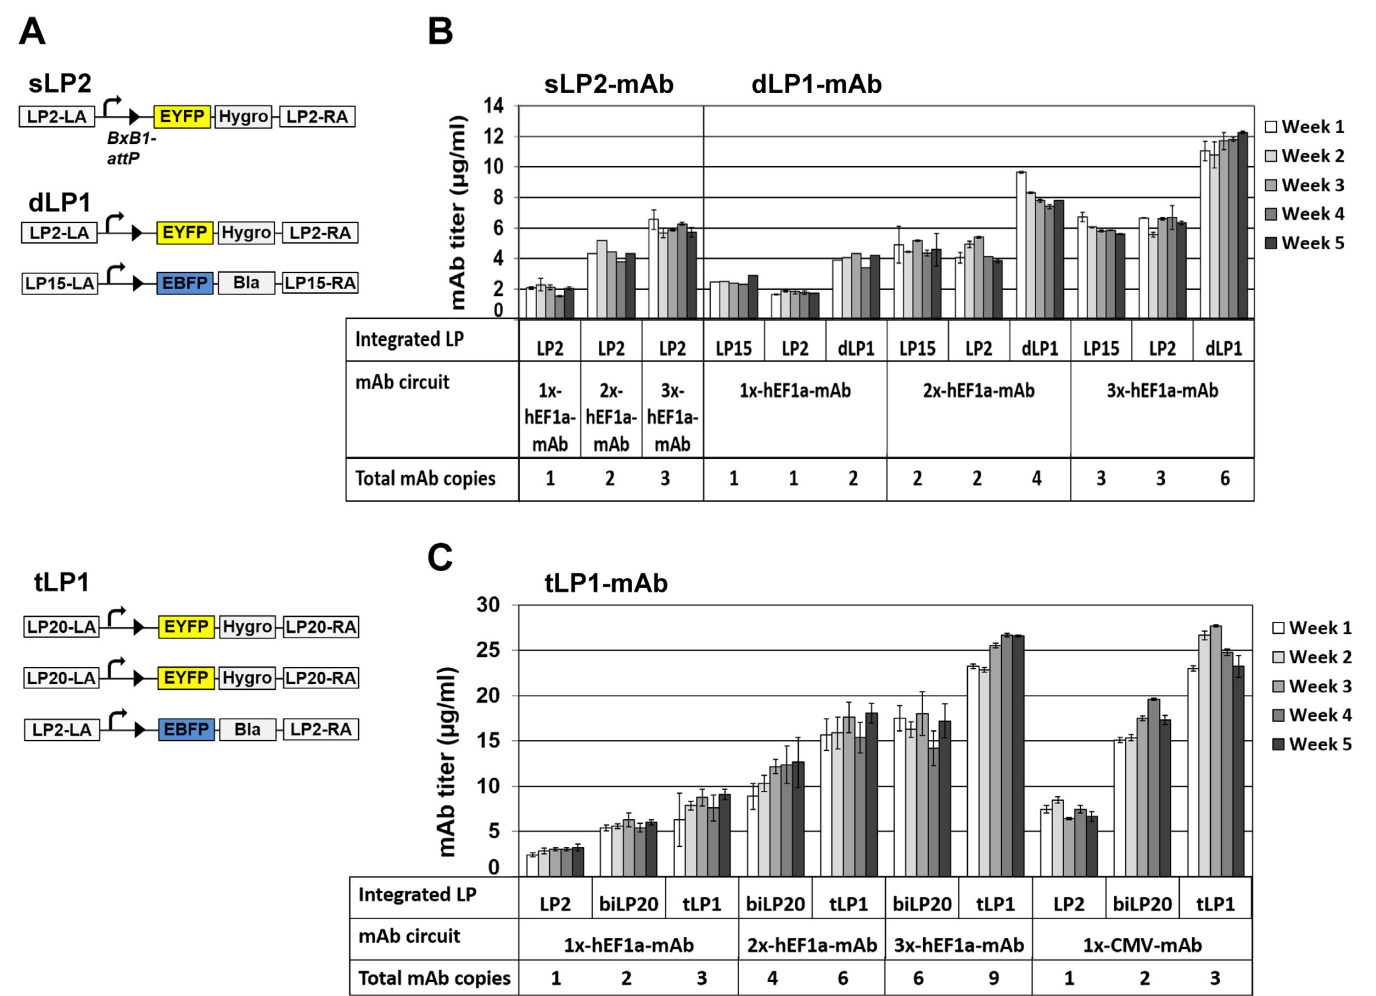 A
sLP2
LP2-LA EYFP Hygro LP2-RA
BxB1-
attP
dLP1
LP2-LA EYFP Hygro LP2-RA
LP15-LA EBFP Bla LP15-RA
tLP1
LP20-LA EYFP Hygro LP20-RA
LP20-LA EYFP Hygro LP20-RA
LP2-LA EBFP Bla LP2-RA
B
sLP2-mAb dLP1-mAb
mAb titer (µg/ml)
14
12
10
8
6
4
2
0
Week 1
Week 2
Week 3
Week 4
Week 5
Integrated LP LP2 LP2 LP2 LP15 LP2 dLP1 LP15 LP2 dLP1 LP15 LP2 dLP1
mAb circuit 1x- 2x- 3x- 1x-hEF1a-mAb 2x-hEF1a-mAb 3x-hEF1a-mAb
hEF1a- hEF1a- hEF1a-
mAb mAb mAb
Total mAb copies 1 2 3 1 1 2 2 2 4 3 3 6
C
tLP1-mAb
mAb titer (µg/ml)
30
25
20
15
10
5
0
Week 1
Week 2
Week 3
Week 4
Week 5
Integrated LP LP2 biLP20 tLP1 biLP20 tLP1 biLP20 tLP1 LP2 biLP20 tLP1
mAb circuit 1x-hEF1a-mAb 2x-hEF1a-mAb 3x-hEF1a-mAb 1x-CMV-mAb
Total mAb copies 1 2 3 4 6 6 9 1 2 3